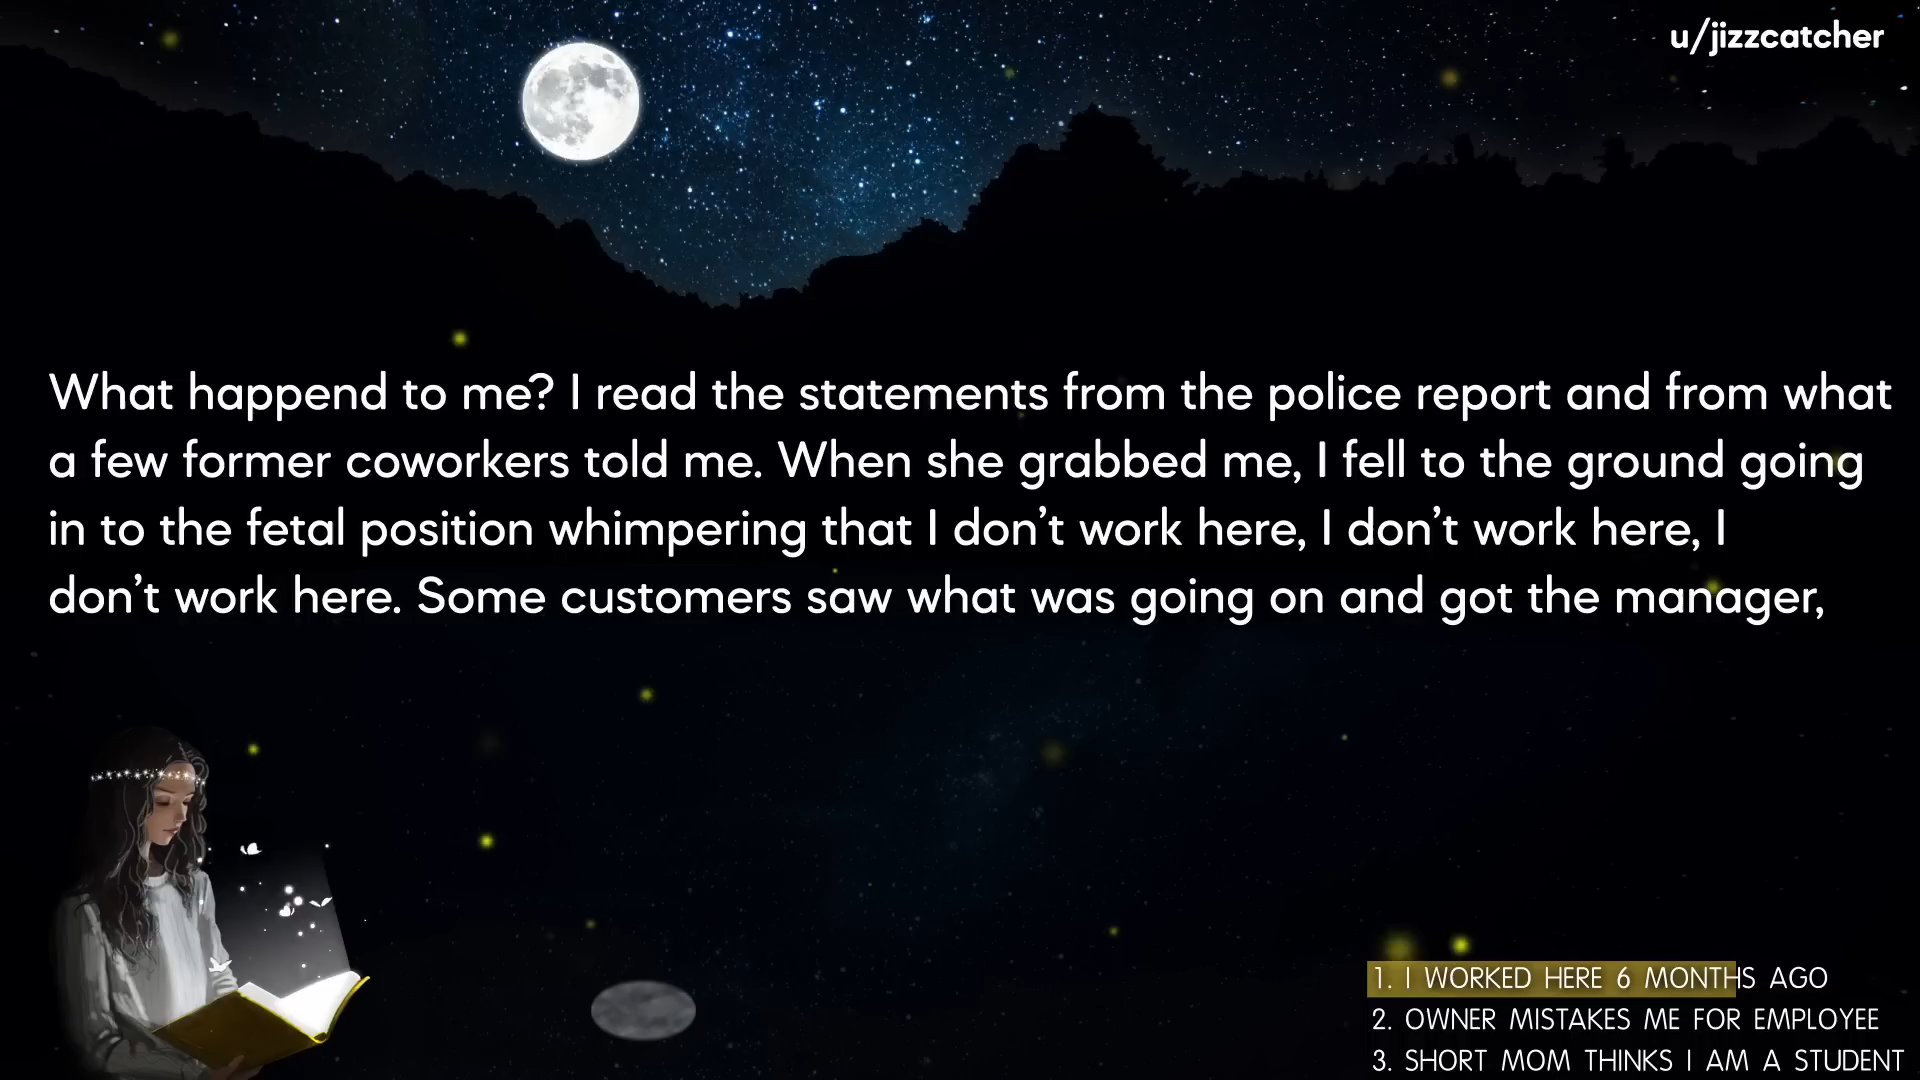 u/jizzcatcher
What happend to me? I read the statements from the police report and from what
a few former coworkers told me. When she grabbed me, I fell to the ground going
in to the fetal position whimpering that I don’t work here, I don’t work here, I
don’t work here. Some customers saw what was going on and got the manager,
1. I WORKED HERE 6 MONTHS AGO
2. OWNER MISTAKES ME FOR EMPLOYEE
3. SHORT MOM THINKS I AM A STUDENT